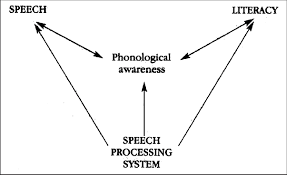 SPEECH
LITERACY
Phonological
awareness
SPEECH
PROCESSING
SYSTEM